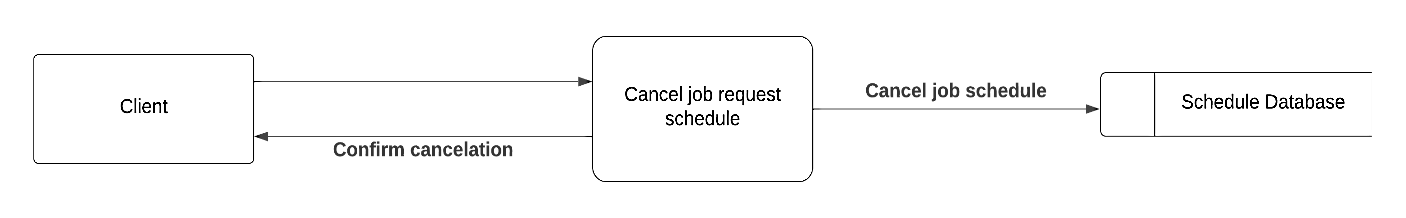 Client
Cancel job request
schedule
Cancel job schedule
Schedule Database
Confirm cancelation